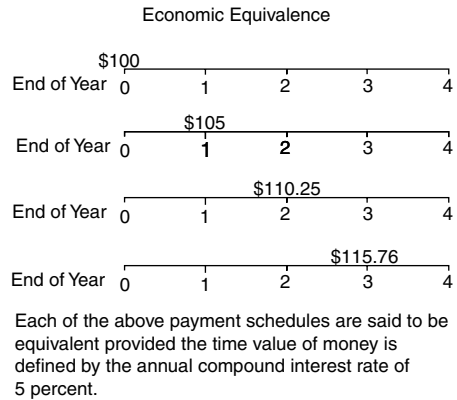 Economic Equivalence
$100
End of Year 0 1 2 3 4
$105
End of Year 0 1 2 3 4
$110.25
End of Year 0 1 2 3 4
$115.76
End of Year 0 1 2 3 4
Each of the above payment schedules are said to be
equivalent provided the time value of money is
defined by the annual compound interest rate of
5 percent.